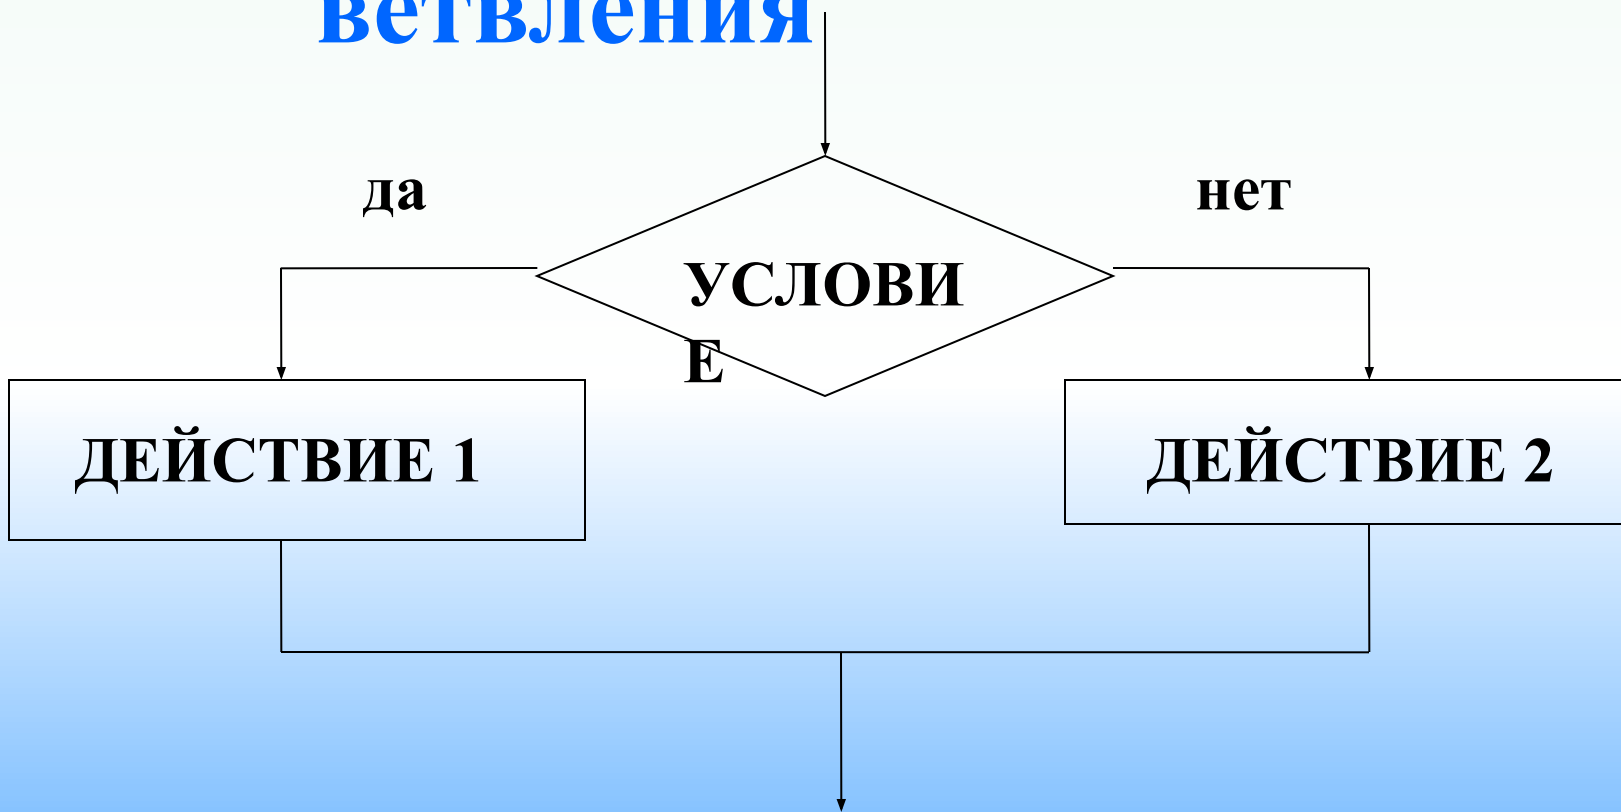 ветвления
да
нет
УСЛОВИ
Е
ДЕЙСТВИЕ 1
ДЕЙСТВИЕ 2